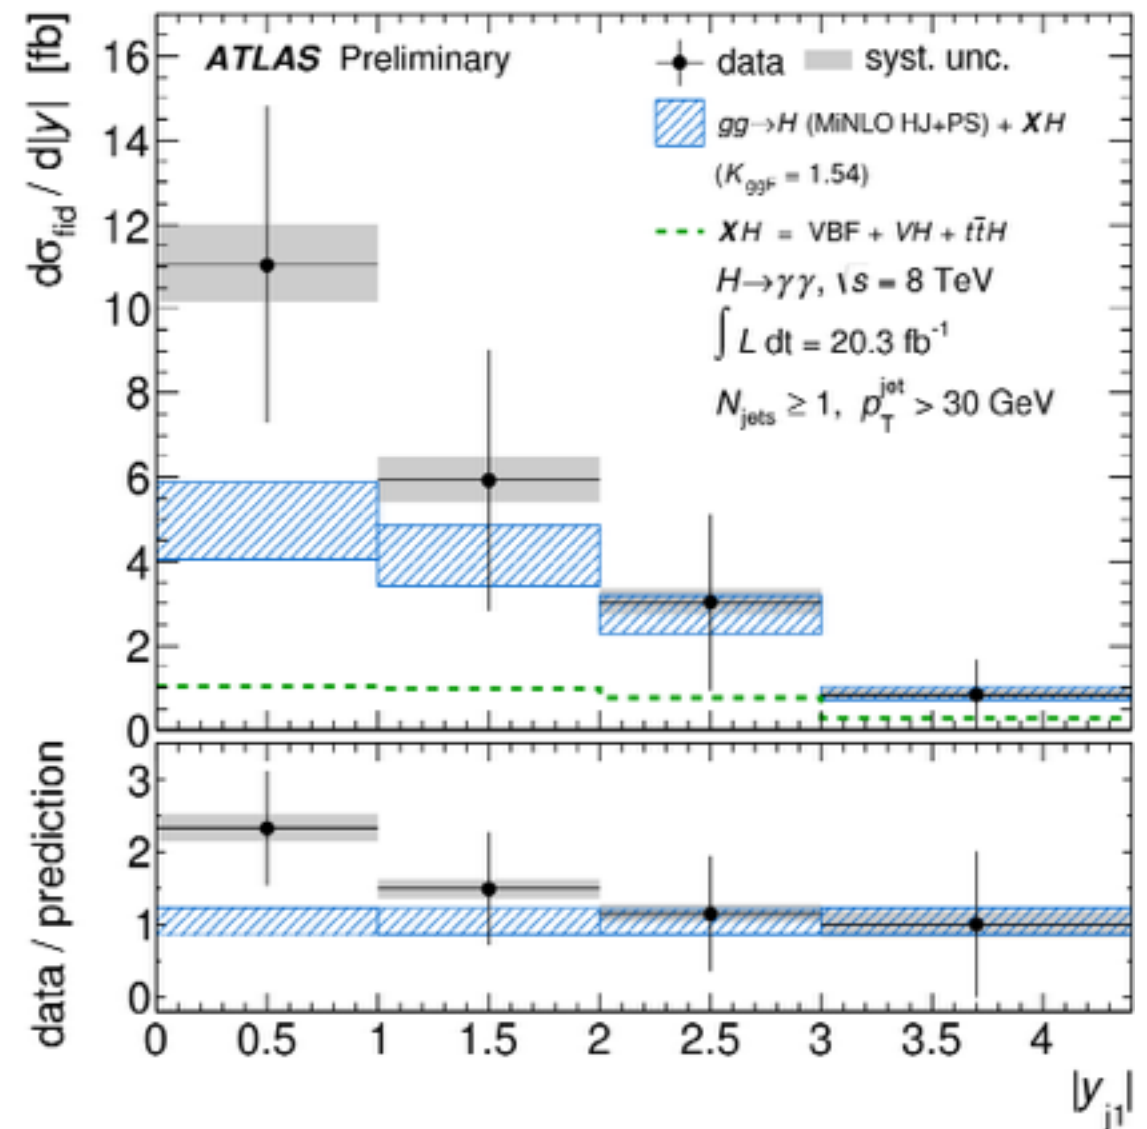 ATLAS Preliminary
data syst. unc.
gg→H (MiNLO HJ+PS) + XH
(K_ggF = 1.54)
XH = VBF + VH + tt̄H
H→γγ, √s = 8 TeV
∫ L dt = 20.3 fb⁻¹
N_jets ≥ 1, p_T^jet > 30 GeV
dσ_fid / d|y| [fb]
16
14
12
10
8
6
4
2
0
data / prediction
3
2
1
0
0 0.5 1 1.5 2 2.5 3 3.5 4
|y_j1|